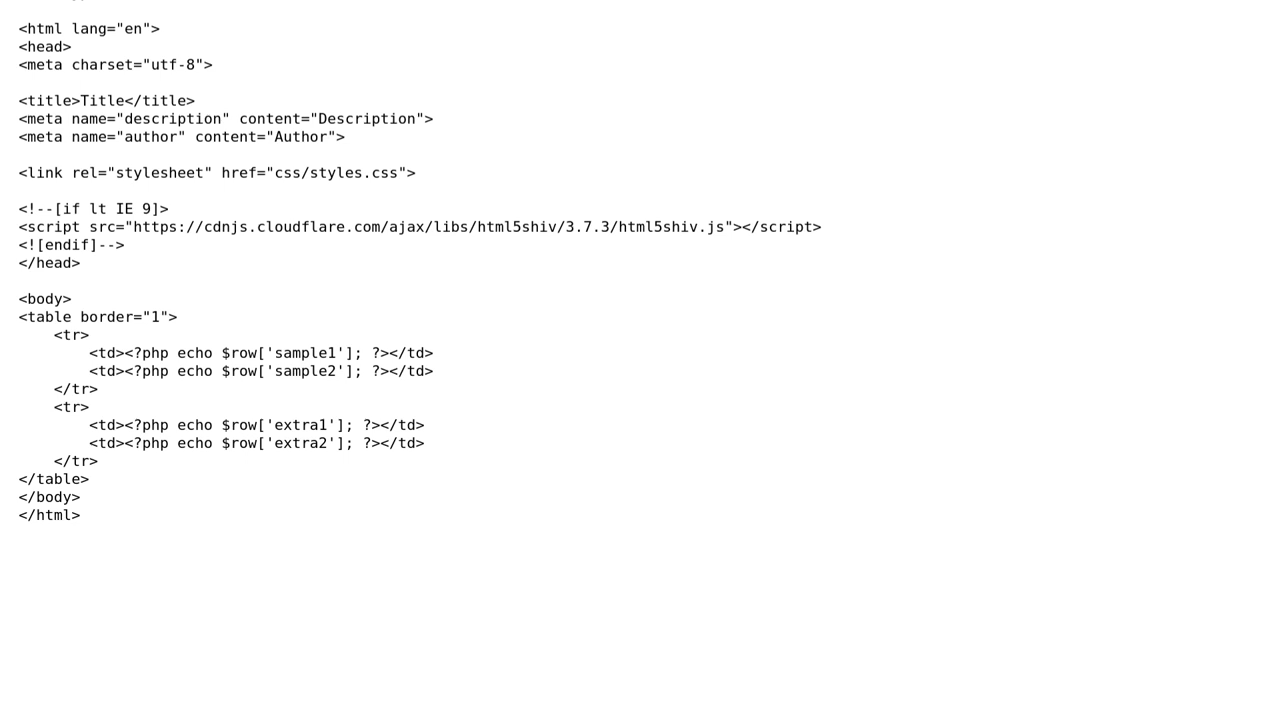 <html lang="en">
<head>
<meta charset="utf-8">

<title>Title</title>
<meta name="description" content="Description">
<meta name="author" content="Author">

<link rel="stylesheet" href="css/styles.css">

<!--[if lt IE 9]>
<script src="https://cdnjs.cloudflare.com/ajax/libs/html5shiv/3.7.3/html5shiv.js"></script>
<![endif]-->
</head>

<body>
<table border="1">
    <tr>
        <td><?php echo $row['sample1']; ?></td>
        <td><?php echo $row['sample2']; ?></td>
    </tr>
    <tr>
        <td><?php echo $row['extra1']; ?></td>
        <td><?php echo $row['extra2']; ?></td>
    </tr>
</table>
</body>
</html>